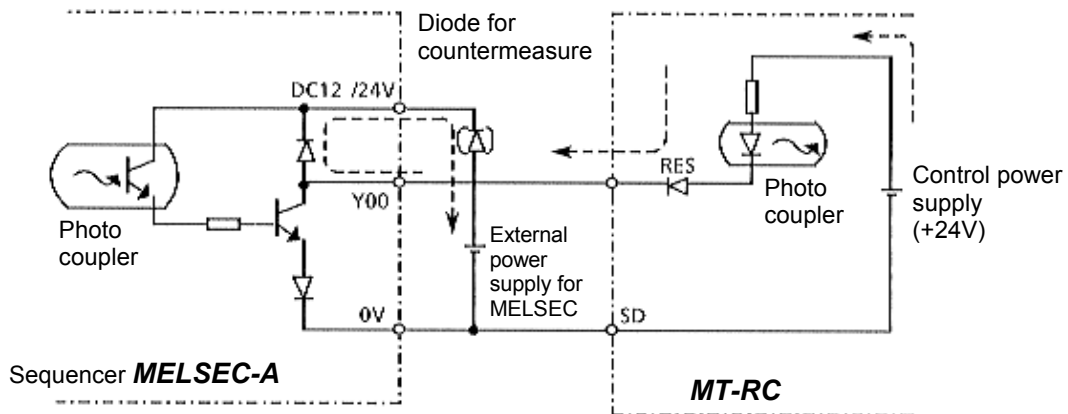 Diode for
countermeasure
DC12 /24V
RES
Photo
coupler
Control power
supply
(+24V)
Y00
Photo
coupler
External
power
supply for
MELSEC
0V
SD
Sequencer MELSEC-A
MT-RC